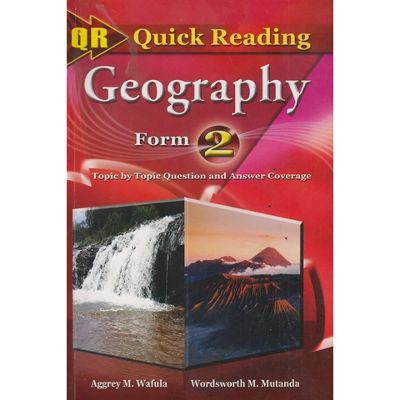 QR Quick Reading
Geography
Form 2
Topic by Topic Question and Answer Coverage
Aggrey M. Wafula Wordsworth M. Mutanda